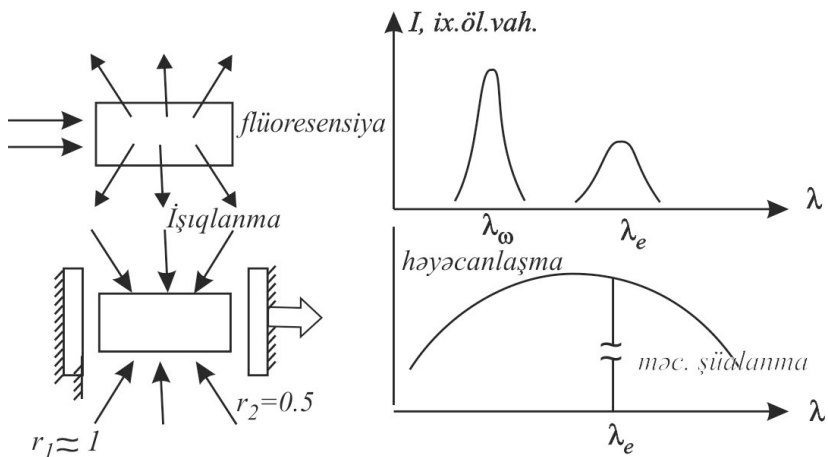 I, ix.öl.vah.
flüoresensiya
λ
İşıqlanma
λω
λe
həyəcanlaşma
məc. şüalanma
r2=0.5
r1≈ 1
λe
λ